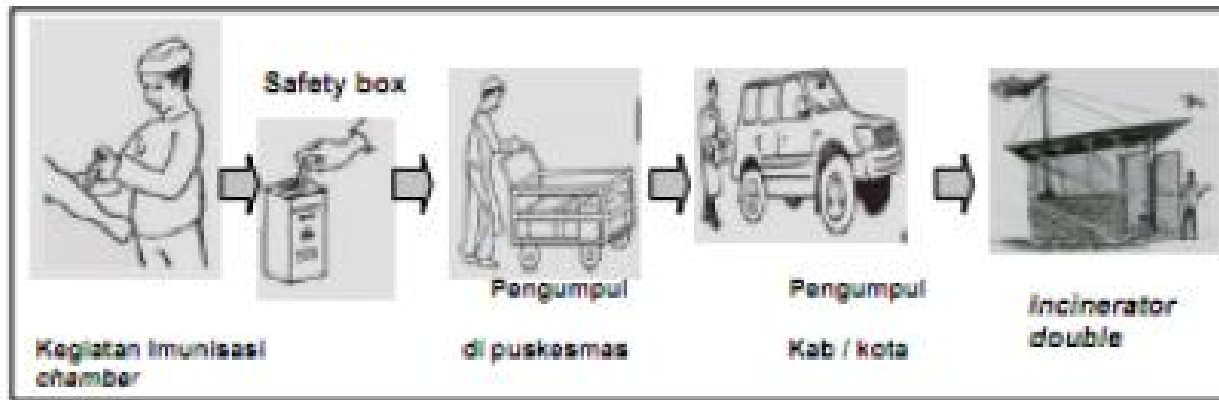 Safety box
Pengumpul
Pengumpul
Incinerator
double
Kegiatan Imunisasi
di puskesmas
Kab / kota
chamber